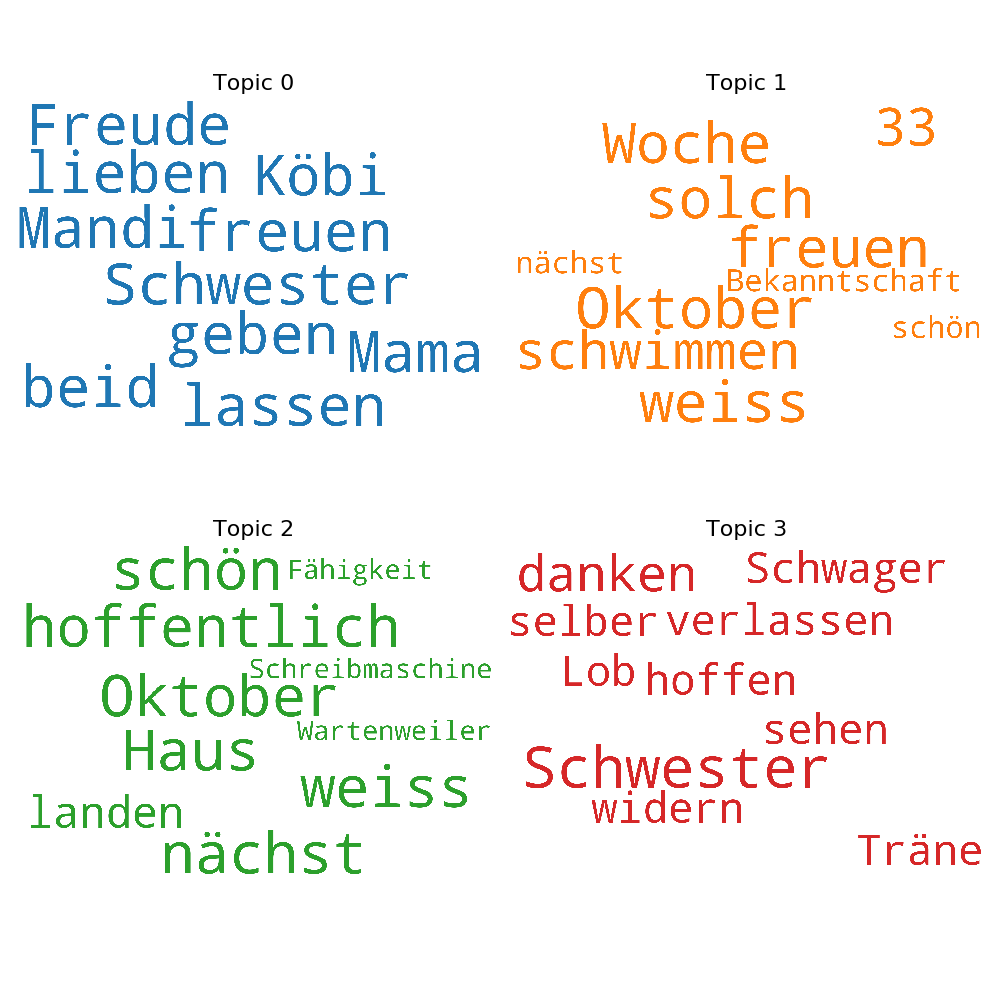 Topic 0
Freude
lieben Köbi
Mandi freuen
Schwester
geben
Mama
beid
lassen
Topic 1
33
Woche
solch
freuen
nächst
Bekanntschaft
Oktober
schön
schwimmen
weiss
Topic 2
schön Fähigkeit
hoffentlich
Schreibmaschine
Oktober
Wartenweiler
Haus
weiss
landen
nächst
Topic 3
danken Schwager
selber verlassen
Lob hoffen
sehen
Schwester
widern
Träne